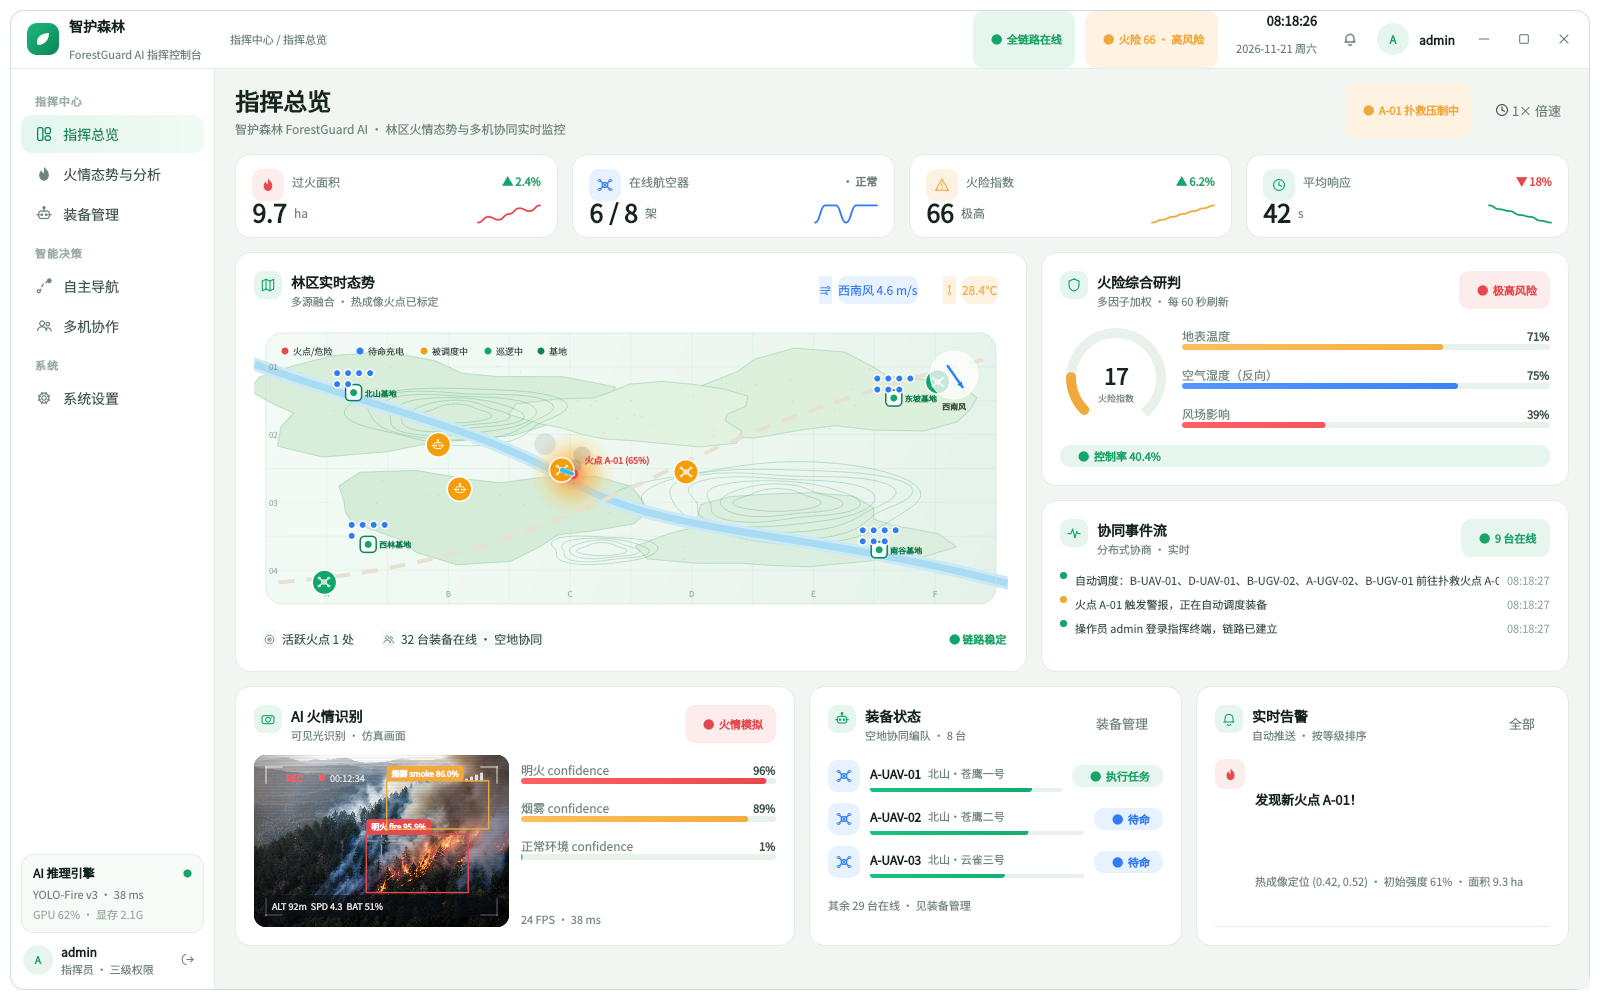 智护森林
ForestGuard AI 指挥控制台
指挥中心 / 指挥总览
全链路在线
火险 66 · 高风险
08:18:26
2026-11-21 周六
A
admin
指挥中心
指挥总览
火情态势与分析
装备管理
智能决策
自主导航
多机协作
系统
系统设置
AI 推理引擎
YOLO-Fire v3 · 38 ms
GPU 62% · 显存 2.1G
A
admin
指挥员 · 三级权限
指挥总览
智护森林 ForestGuard AI · 林区火情态势与多机协同实时监控
A-01 扑救压制中
1× 倍速
过火面积
▲2.4%
9.7 ha
在线航空器
· 正常
6 / 8 架
火险指数
▲6.2%
66 极高
平均响应
▼18%
42 s
林区实时态势
多源融合 · 热成像火点已标定
西南风 4.6 m/s
28.4°C
火点/危险
待命充电
被调度中
巡逻中
基地
01
02
03
04
B
C
D
E
F
北山基地
东坡基地
西南风
火点 A-01 (65%)
西林基地
南谷基地
活跃火点 1 处
32 台装备在线 · 空地协同
链路稳定
火险综合研判
多因子加权 · 每 60 秒刷新
极高风险
17
火险指数
地表温度
71%
空气湿度（反向）
75%
风场影响
39%
控制率 40.4%
协同事件流
分布式协商 · 实时
9 台在线
自动调度：B-UAV-01、D-UAV-01、B-UGV-02、A-UGV-02、B-UGV-01 前往扑救火点 A-0
08:18:27
火点 A-01 触发警报，正在自动调度装备
08:18:27
操作员 admin 登录指挥终端，链路已建立
08:18:27
AI 火情识别
可见光识别 · 仿真画面
火情模拟
00:12:34
烟雾 smoke 86.0%
明火 fire 95.9%
ALT 92m SPD 4.3 BAT 51%
明火 confidence
96%
烟雾 confidence
89%
正常环境 confidence
1%
24 FPS · 38 ms
装备状态
空地协同编队 · 8 台
装备管理
A-UAV-01 北山 · 苍鹰一号
执行任务
A-UAV-02 北山 · 苍鹰二号
待命
A-UAV-03 北山 · 云雀三号
待命
其余 29 台在线 · 见装备管理
实时告警
自动推送 · 按等级排序
全部
发现新火点 A-01！
热成像定位 (0.42, 0.52) · 初始强度 61% · 面积 9.3 ha